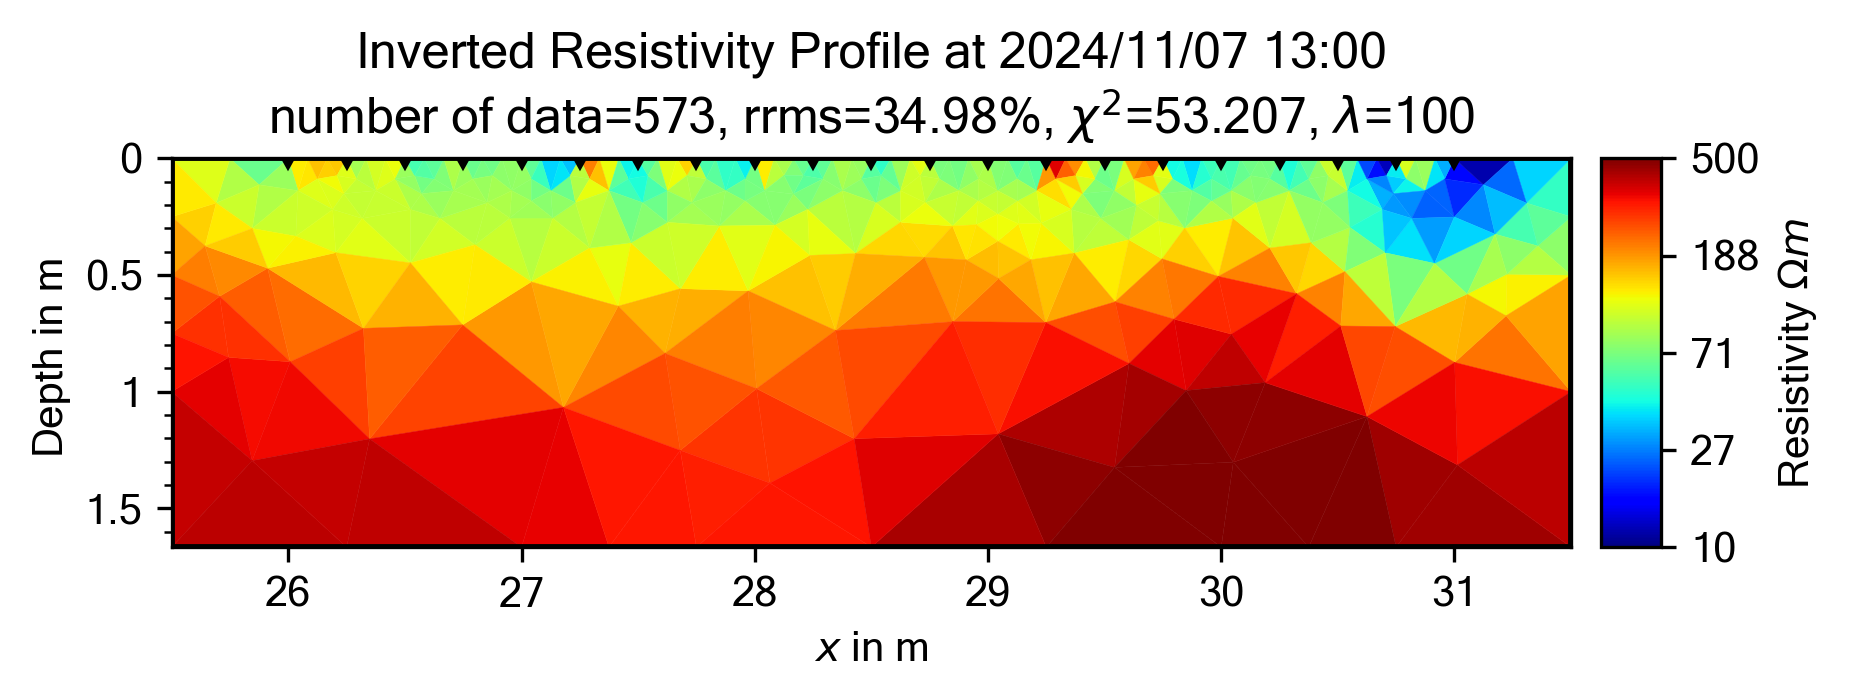 Inverted Resistivity Profile at 2024/11/07 13:00
number of data=573, rrms=34.98%, χ²=53.207, λ=100
0
0.5
1
1.5
Depth in m
26 27 28 29 30 31
x in m
500
188
71
27
10
Resistivity Ωm